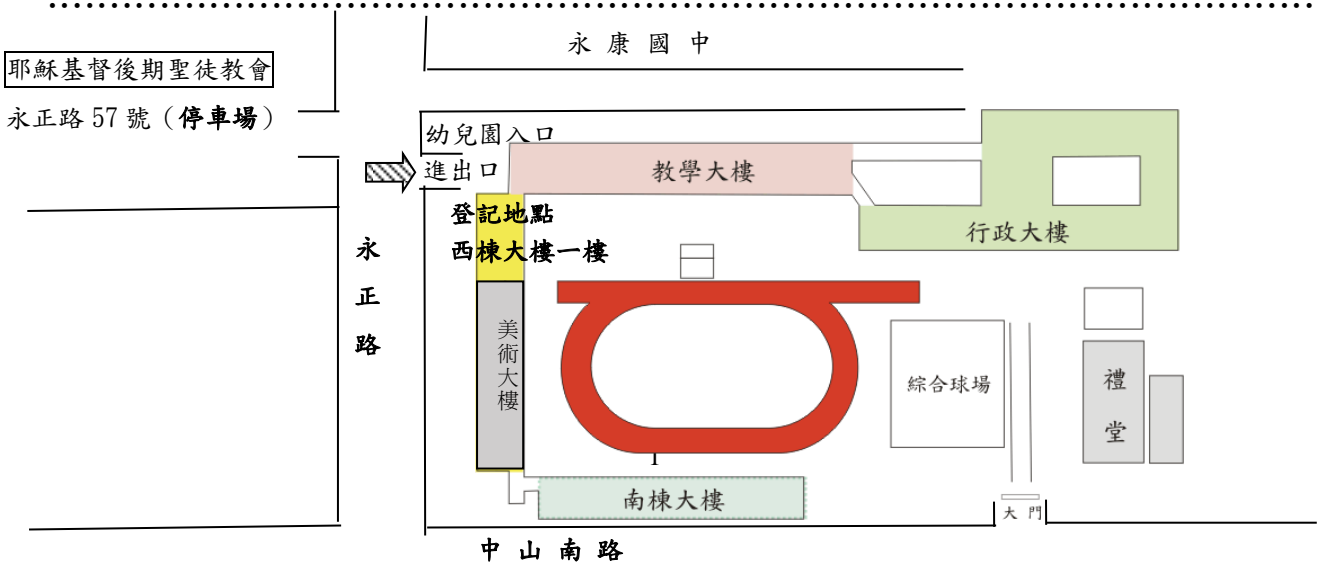 永康國中
耶穌基督後期聖徒教會
永正路 57 號（停車場）
幼兒園入口
進出口
教學大樓
登記地點
西棟大樓一樓
行政大樓
永正路
美術大樓
綜合球場
禮堂
1
南棟大樓
大門
中山南路